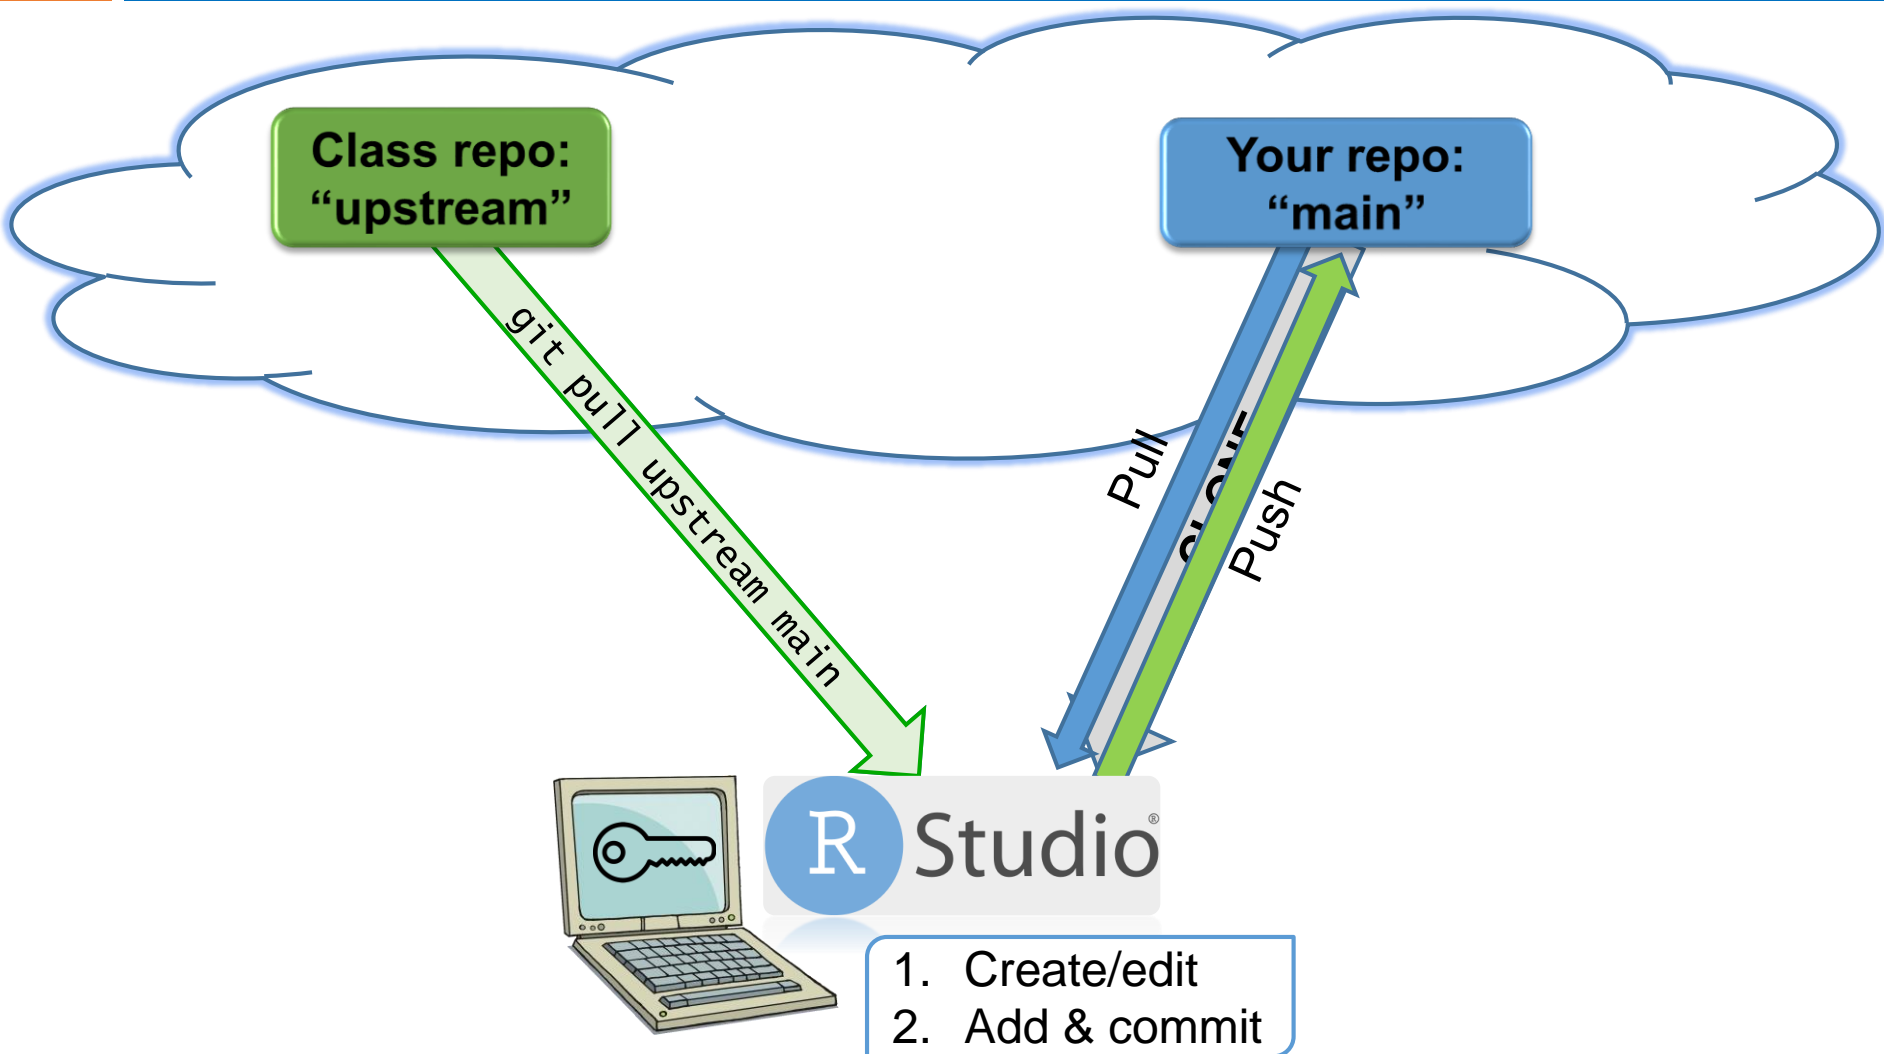 Class repo:
“upstream”
Your repo:
“main”
git pull upstream main
Pull
Push
R Studio®
1. Create/edit
2. Add & commit